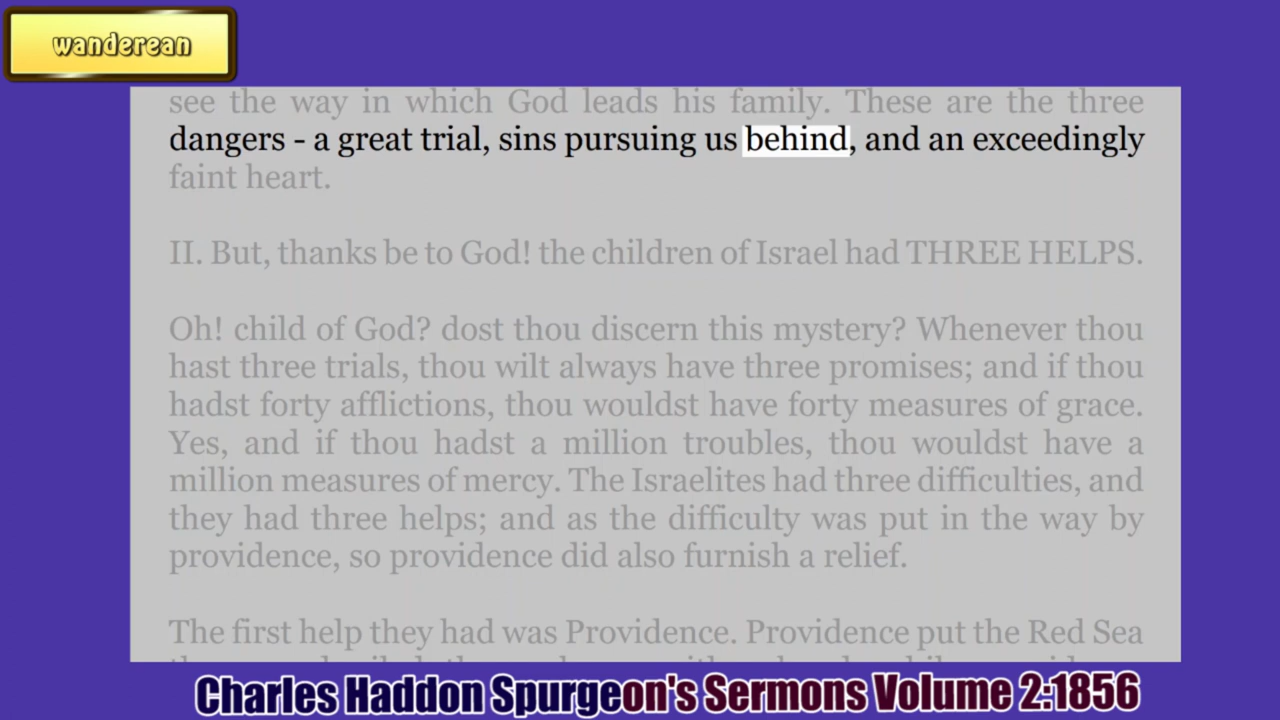 wanderean
see the way in which God leads his family. These are the three
dangers - a great trial, sins pursuing us behind, and an exceedingly
faint heart.
II. But, thanks be to God! the children of Israel had THREE HELPS.
Oh! child of God? dost thou discern this mystery? Whenever thou
hast three trials, thou wilt always have three promises; and if thou
hadst forty afflictions, thou wouldst have forty measures of grace.
Yes, and if thou hadst a million troubles, thou wouldst have a
million measures of mercy. The Israelites had three difficulties, and
they had three helps; and as the difficulty was put in the way by
providence, so providence did also furnish a relief.
The first help they had was Providence. Providence put the Red Sea
Charles Haddon Spurgeon's Sermons Volume 2:1856